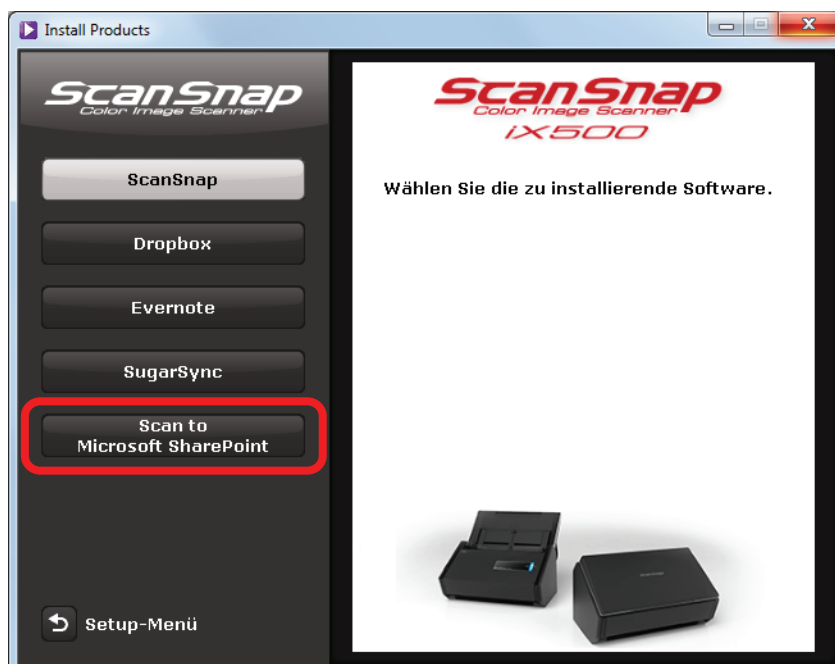 Install Products
ScanSnap
Color Image Scanner
ScanSnap
Dropbox
Evernote
SugarSync
Scan to
Microsoft SharePoint
Setup-Menü
ScanSnap
Color Image Scanner
iX500
Wählen Sie die zu installierende Software.